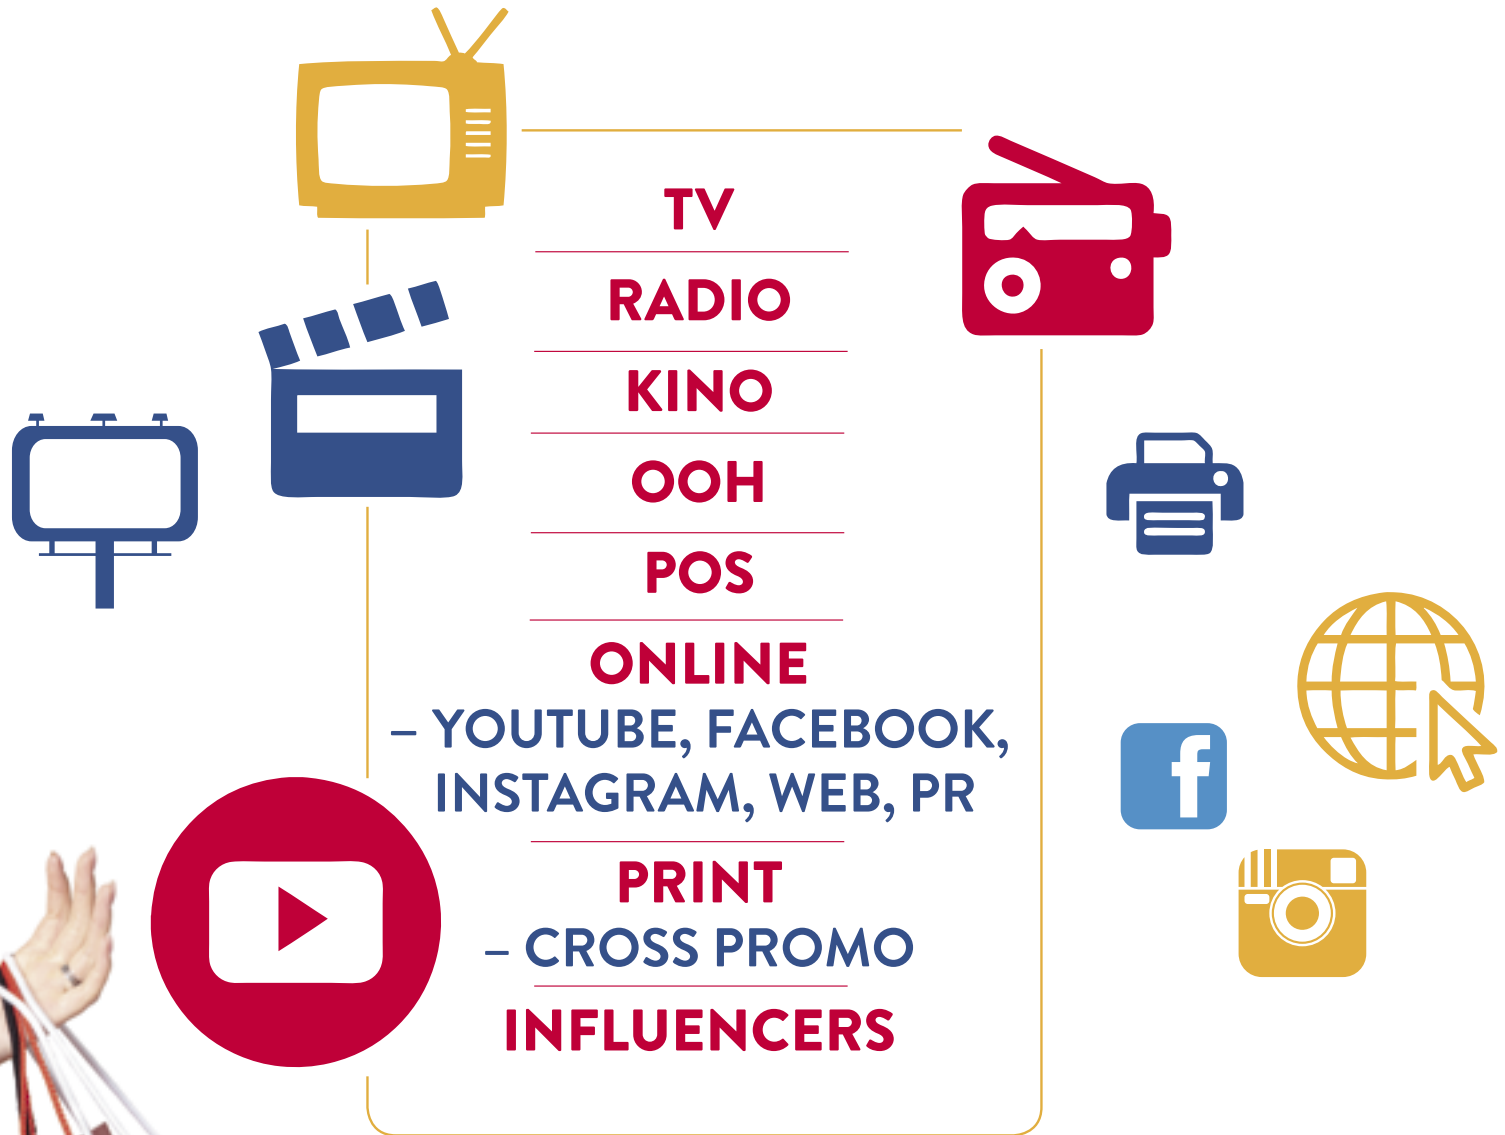 TV
RADIO
KINO
OOH
POS
ONLINE
– YOUTUBE, FACEBOOK,
INSTAGRAM, WEB, PR
PRINT
– CROSS PROMO
INFLUENCERS